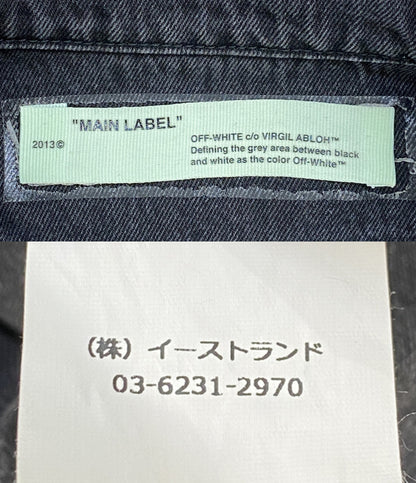 "MAIN LABEL"
2013©
OFF-WHITE c/o VIRGIL ABLOH™
Defining the grey area between black
and white as the color Off-White™
(株)イーストランド
03-6231-2970